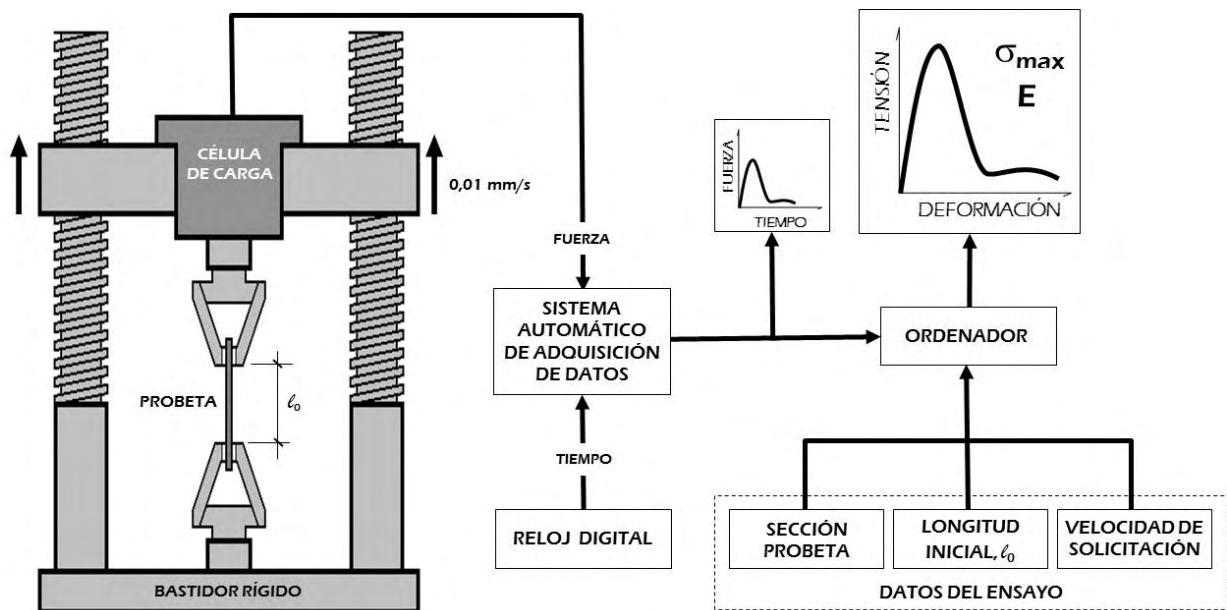 CÉLULA
DE CARGA
0,01 mm/s
PROBETA
ℓ₀
BASTIDOR RÍGIDO
FUERZA
SISTEMA
AUTOMÁTICO
DE ADQUISICIÓN
DE DATOS
TIEMPO
RELOJ DIGITAL
FUERZA
TIEMPO
TENSIÓN
σmax
E
DEFORMACIÓN
ORDENADOR
SECCIÓN
PROBETA
LONGITUD
INICIAL, ℓ₀
VELOCIDAD DE
SOLICITACIÓN
DATOS DEL ENSAYO